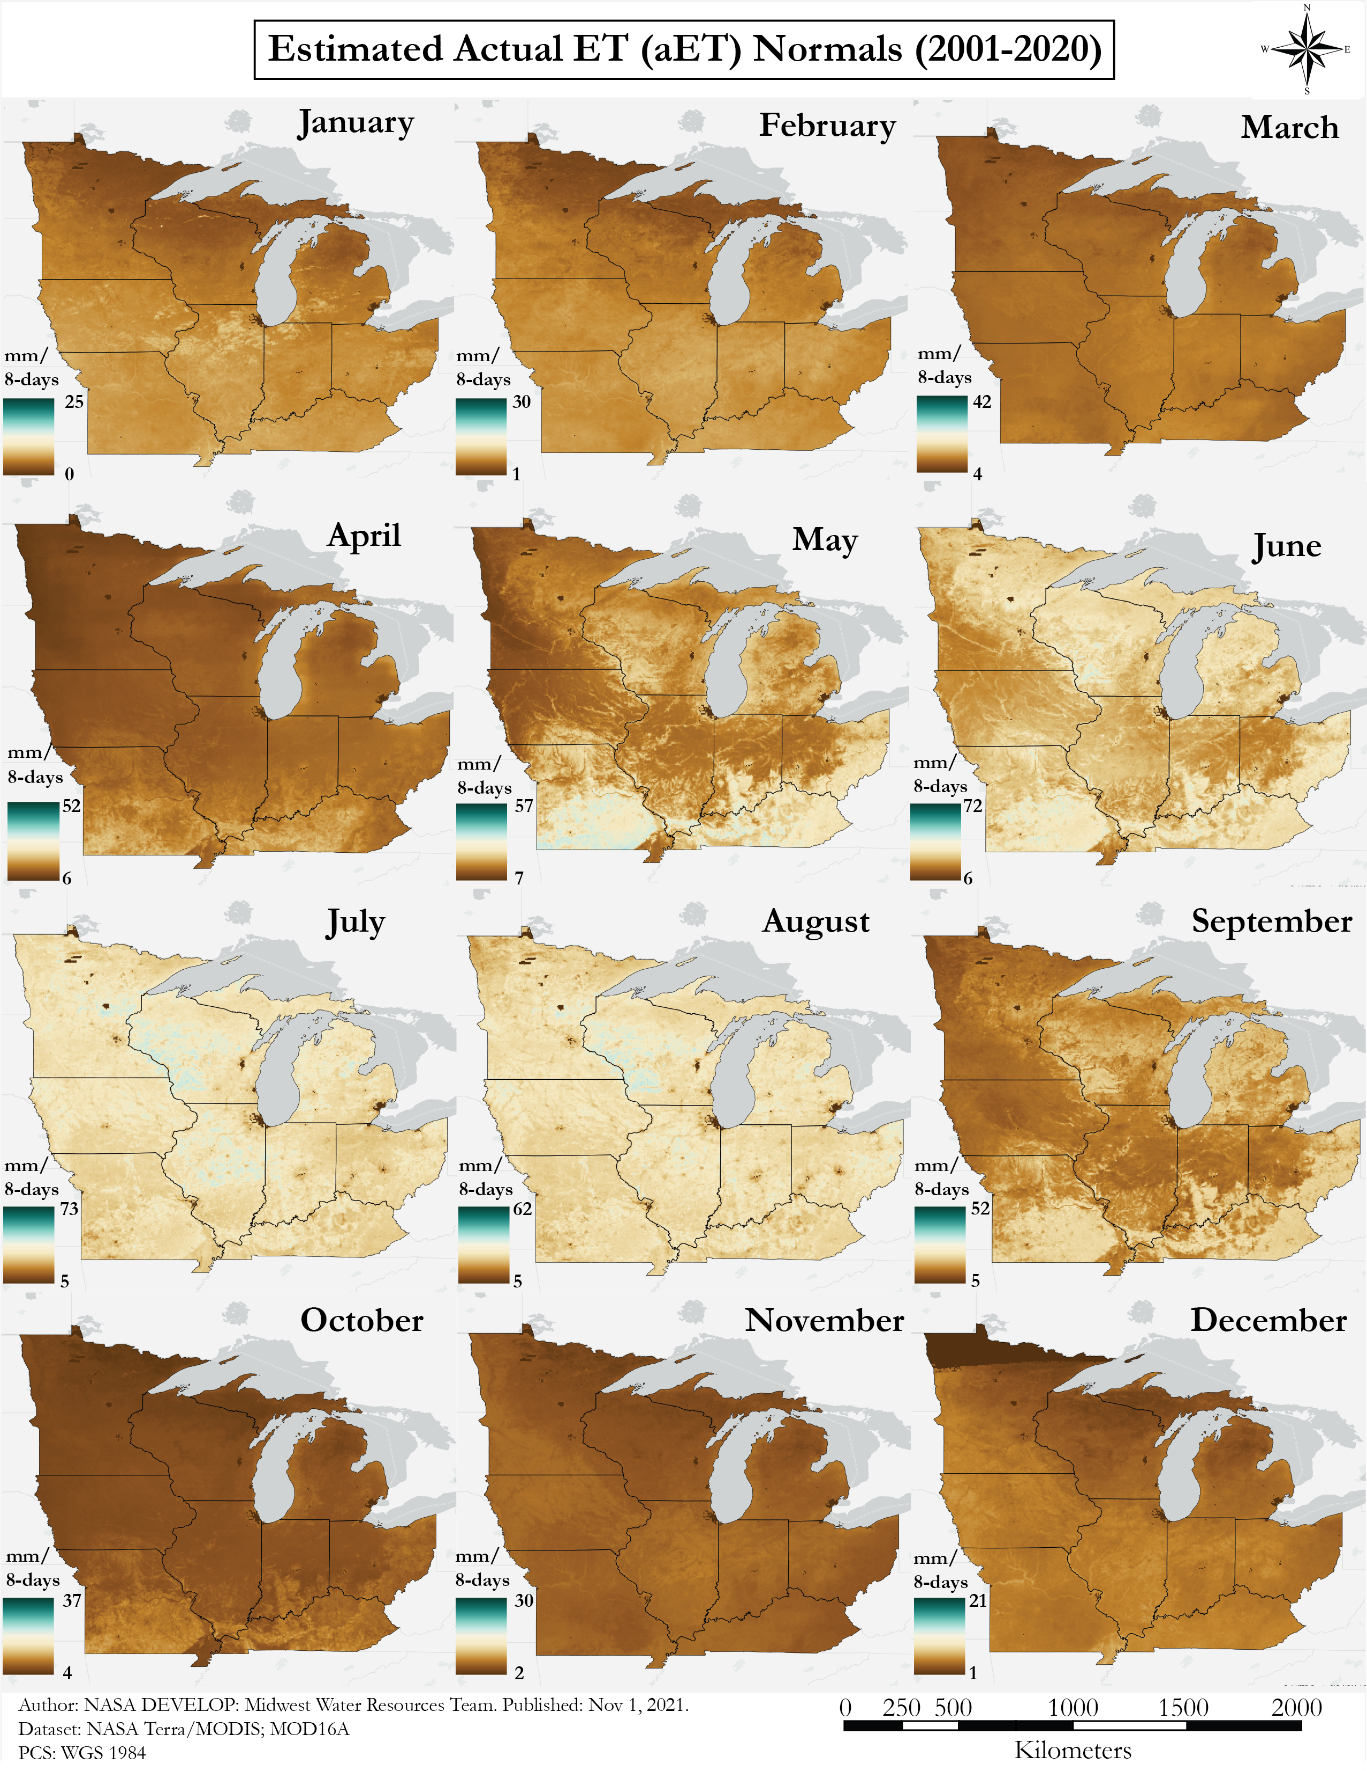 Estimated Actual ET (aET) Normals (2001-2020)
N
W
E
S
January
February
March
mm/
8-days
25
0
mm/
8-days
30
1
mm/
8-days
42
4
April
May
June
mm/
8-days
52
6
mm/
8-days
57
7
mm/
8-days
72
6
July
August
September
mm/
8-days
73
5
mm/
8-days
62
5
mm/
8-days
52
5
October
November
December
mm/
8-days
37
4
mm/
8-days
30
2
mm/
8-days
21
1
Author: NASA DEVELOP: Midwest Water Resources Team. Published: Nov 1, 2021.
Dataset: NASA Terra/MODIS; MOD16A
PCS: WGS 1984
0 250 500 1000 1500 2000
Kilometers